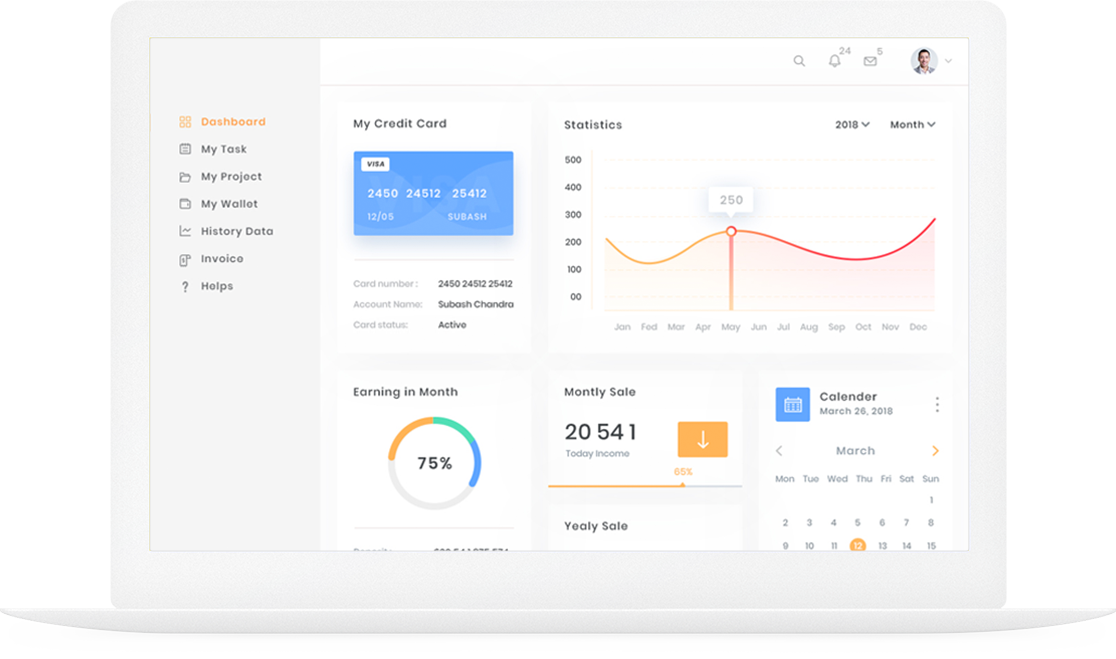 24
5
Dashboard
My Task
My Project
My Wallet
History Data
Invoice
Helps
My Credit Card
VISA
2450 24512 25412
12/05 SUBASH
Card number : 2450 24512 25412
Account Name: Subash Chandra
Card status: Active
Statistics 2018 Month
500
400
300
200
100
00
250
Jan Feb Mar Apr May Jun Jul Aug Sep Oct Nov Dec
Earning in Month
75%
Montly Sale
20 541
Today Income
65%
Yealy Sale
Calender
March 26, 2018
March
Mon Tue Wed Thu Fri Sat Sun
1
2 3 4 5 6 7 8
9 10 11 12 13 14 15